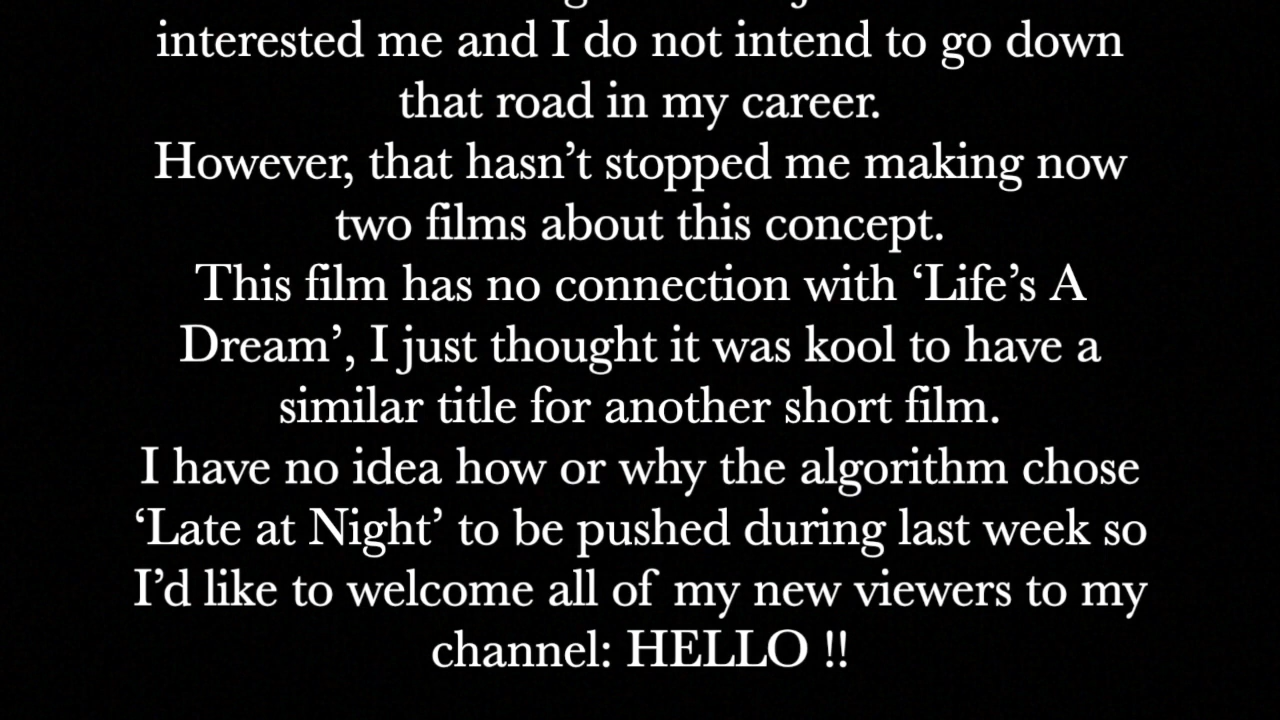 interested me and I do not intend to go down
that road in my career.
However, that hasn’t stopped me making now
two films about this concept.
This film has no connection with ‘Life’s A
Dream’, I just thought it was kool to have a
similar title for another short film.
I have no idea how or why the algorithm chose
‘Late at Night’ to be pushed during last week so
I’d like to welcome all of my new viewers to my
channel: HELLO !!